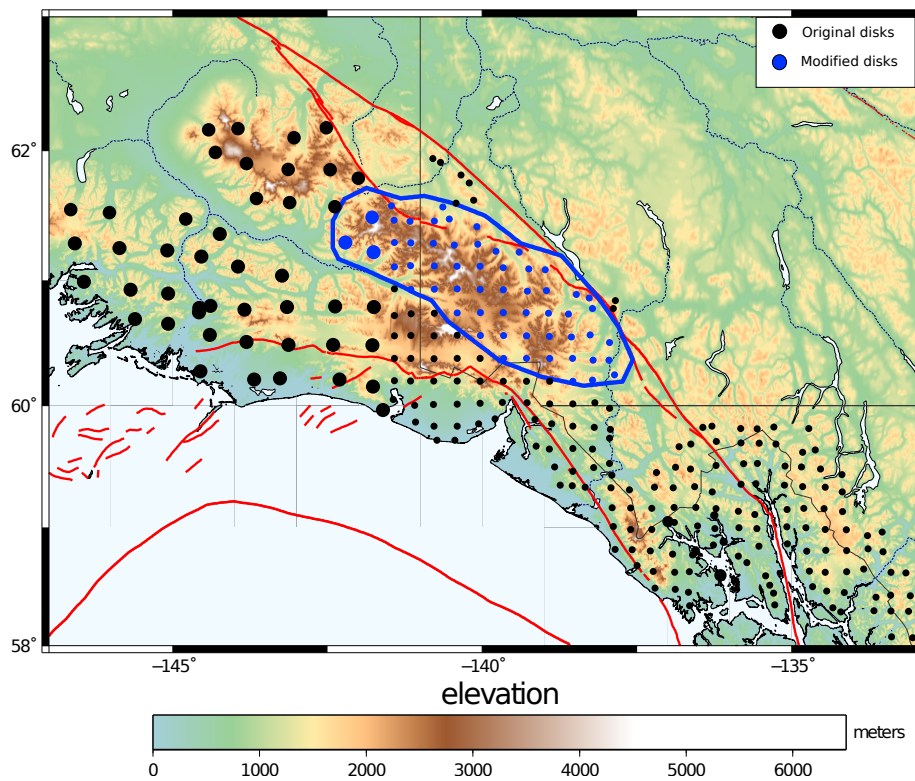 Original disks
Modified disks
62°
60°
58°
−145° −140° −135°
elevation
meters
0 1000 2000 3000 4000 5000 6000